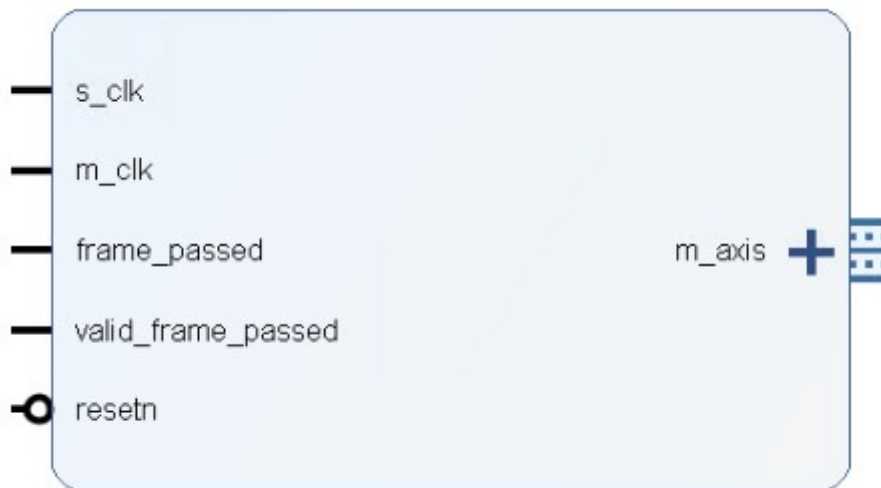 s_clk
m_clk
frame_passed
m_axis
valid_frame_passed
resetn